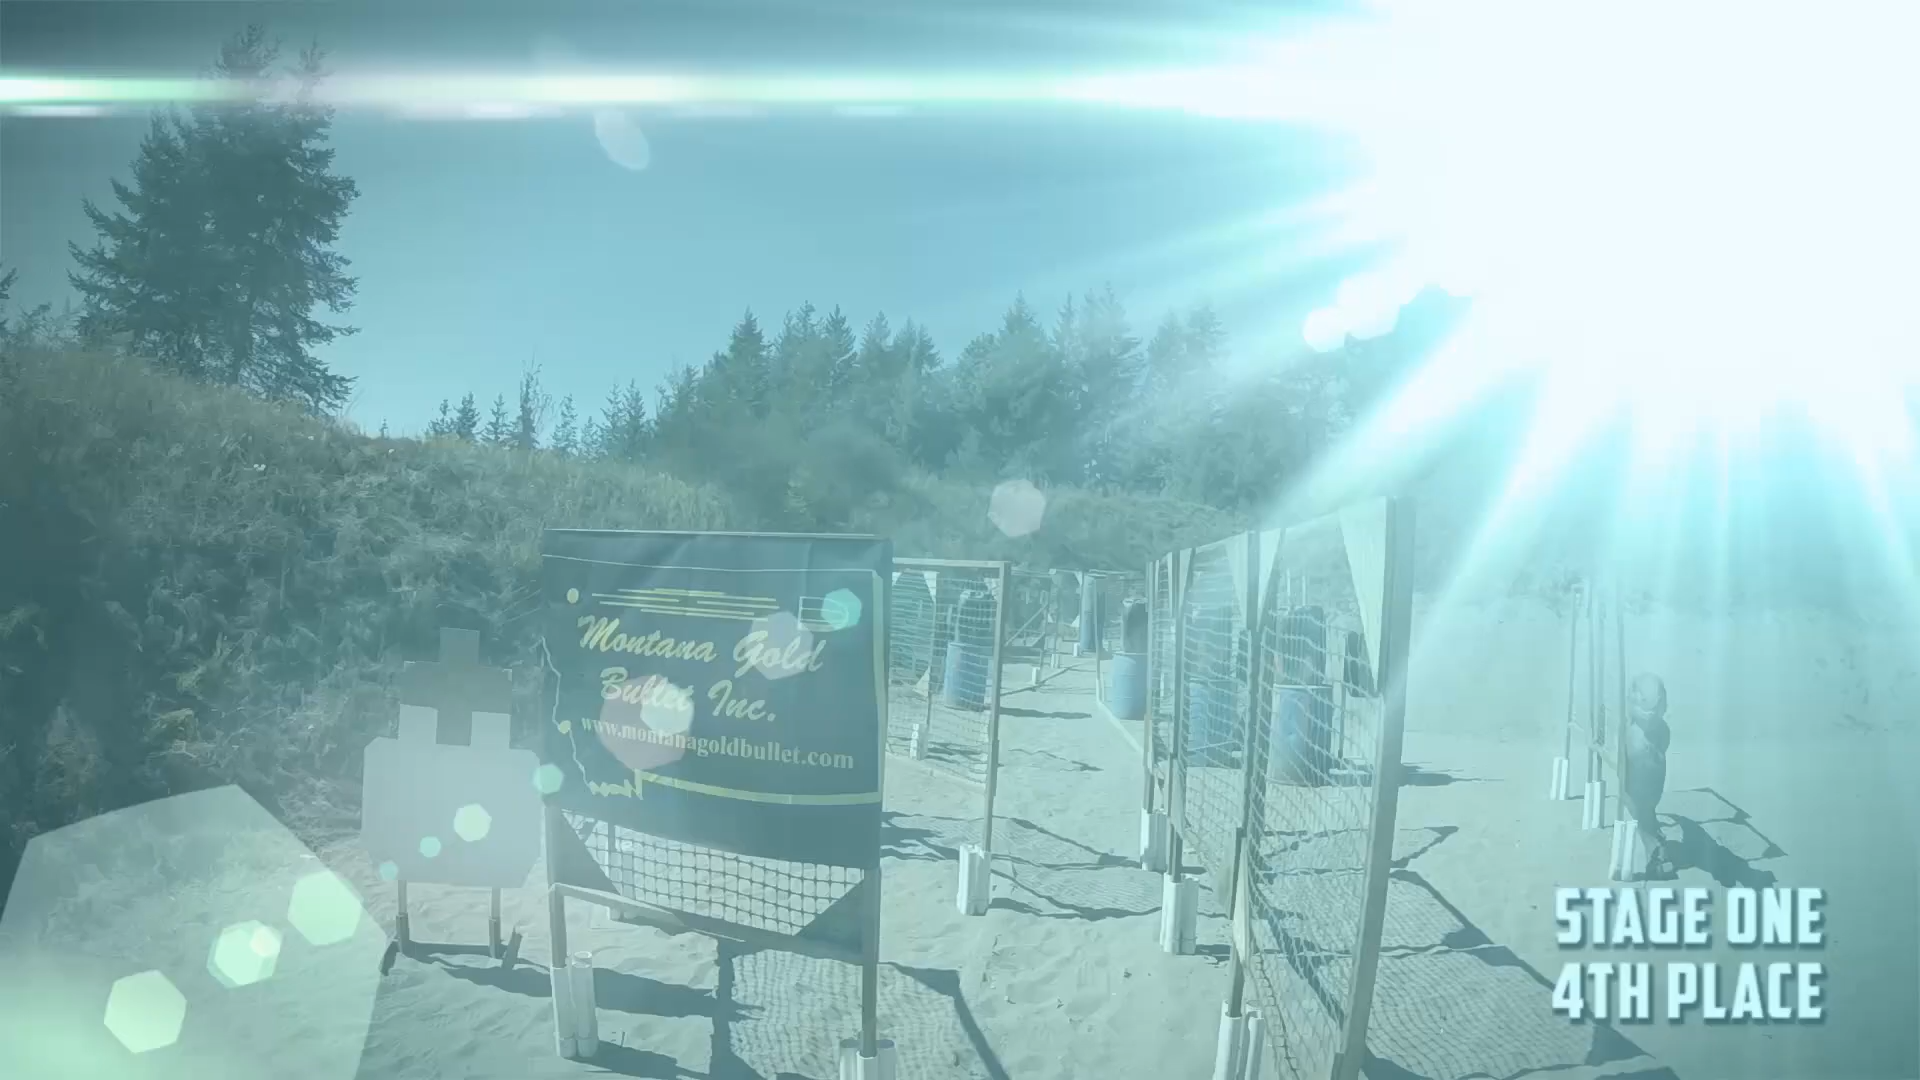 Montana Gold
Bullet Inc.
www.montanagoldbullet.com
STAGE ONE
4TH PLACE